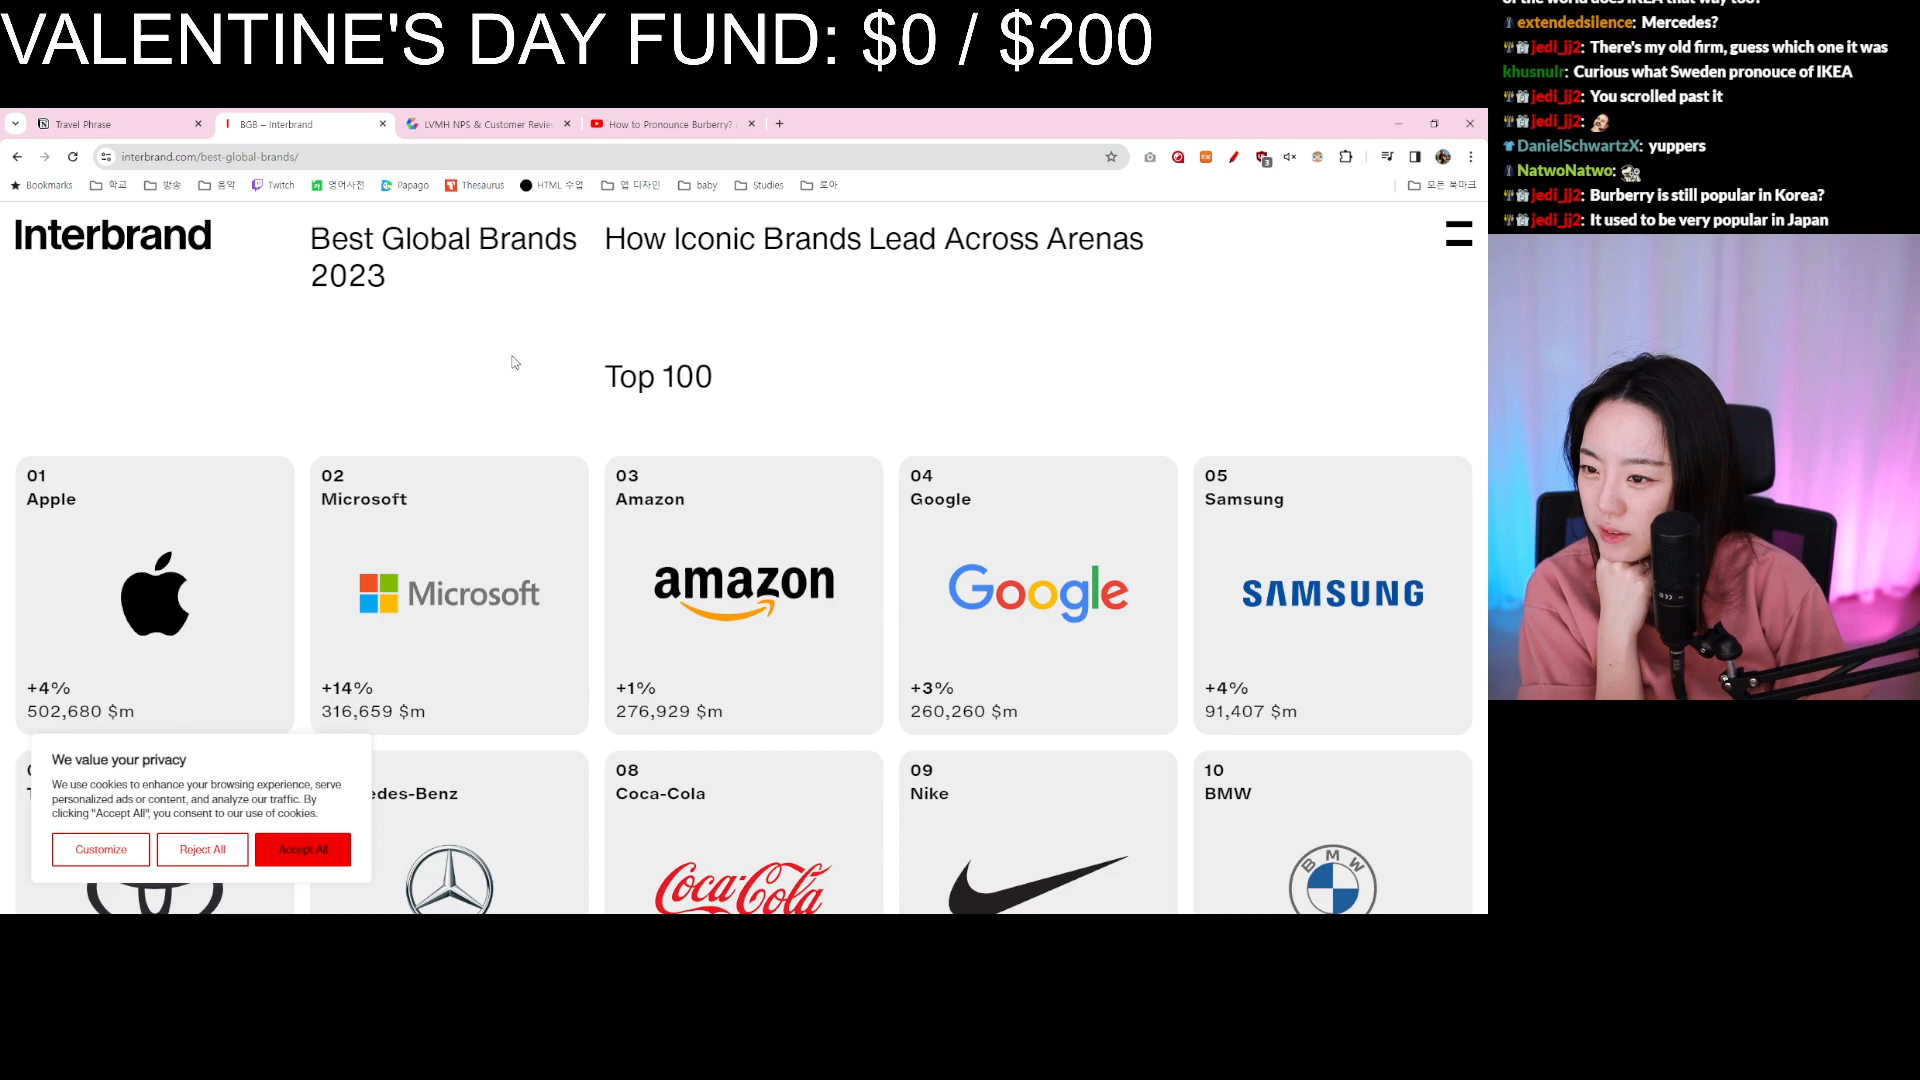 VALENTINE'S DAY FUND: $0 / $200
extendedsilence: Mercedes?
jedi_jj2: There's my old firm, guess which one it was
khusnulr: Curious what Sweden pronouce of IKEA
jedi_jj2: You scrolled past it
jedi_jj2:
DanielSchwartzX: yuppers
NatwoNatwo:
jedi_jj2: Burberry is still popular in Korea?
jedi_jj2: It used to be very popular in Japan
Travel Phrase
BGB – Interbrand
LVMH NPS & Customer Revie
How to Pronounce Burberry?
interbrand.com/best-global-brands/
Bookmarks 학교 방송 음악 Twitch 영어사전 Papago Thesaurus HTML 수업 앱 디자인 baby Studies 로아 모든 북마크
Interbrand
Best Global Brands
2023
How Iconic Brands Lead Across Arenas
Top 100
01
Apple
+4%
502,680 $m
02
Microsoft
Microsoft
+14%
316,659 $m
03
Amazon
amazon
+1%
276,929 $m
04
Google
Google
+3%
260,260 $m
05
Samsung
SAMSUNG
+4%
91,407 $m
We value your privacy
We use cookies to enhance your browsing experience, serve
personalized ads or content, and analyze our traffic. By
clicking "Accept All", you consent to our use of cookies.
Customize
Reject All
Accept All
edes-Benz
08
Coca-Cola
Coca-Cola
09
Nike
10
BMW
BMW